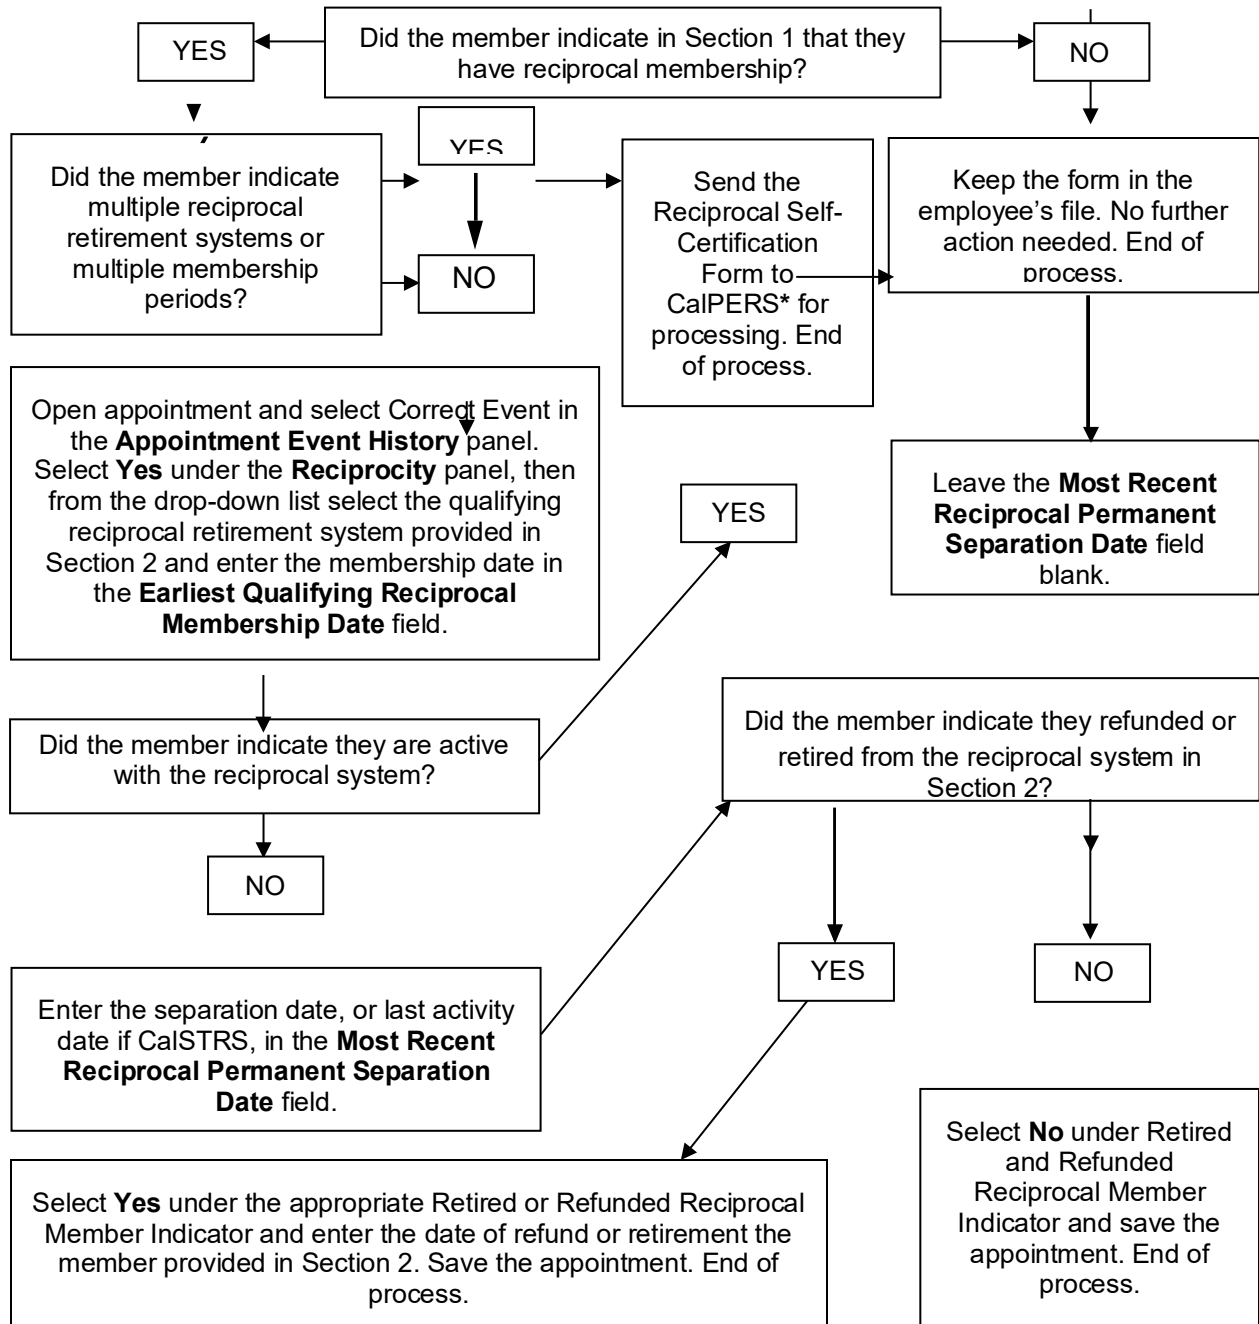 YES
Did the member indicate in Section 1 that they
have reciprocal membership?
NO
Did the member indicate
multiple reciprocal
retirement systems or
multiple membership
periods?
YES
NO
Send the
Reciprocal Self-
Certification
Form to
CalPERS* for
processing. End
of process.
Keep the form in the
employee’s file. No further
action needed. End of
process.
Open appointment and select Correct Event in
the Appointment Event History panel.
Select Yes under the Reciprocity panel, then
from the drop-down list select the qualifying
reciprocal retirement system provided in
Section 2 and enter the membership date in
the Earliest Qualifying Reciprocal
Membership Date field.
YES
Leave the Most Recent
Reciprocal Permanent
Separation Date field
blank.
Did the member indicate they are active
with the reciprocal system?
NO
Did the member indicate they refunded or
retired from the reciprocal system in
Section 2?
YES
NO
Enter the separation date, or last activity
date if CalSTRS, in the Most Recent
Reciprocal Permanent Separation
Date field.
Select Yes under the appropriate Retired or Refunded Reciprocal
Member Indicator and enter the date of refund or retirement the
member provided in Section 2. Save the appointment. End of
process.
Select No under Retired
and Refunded
Reciprocal Member
Indicator and save the
appointment. End of
process.